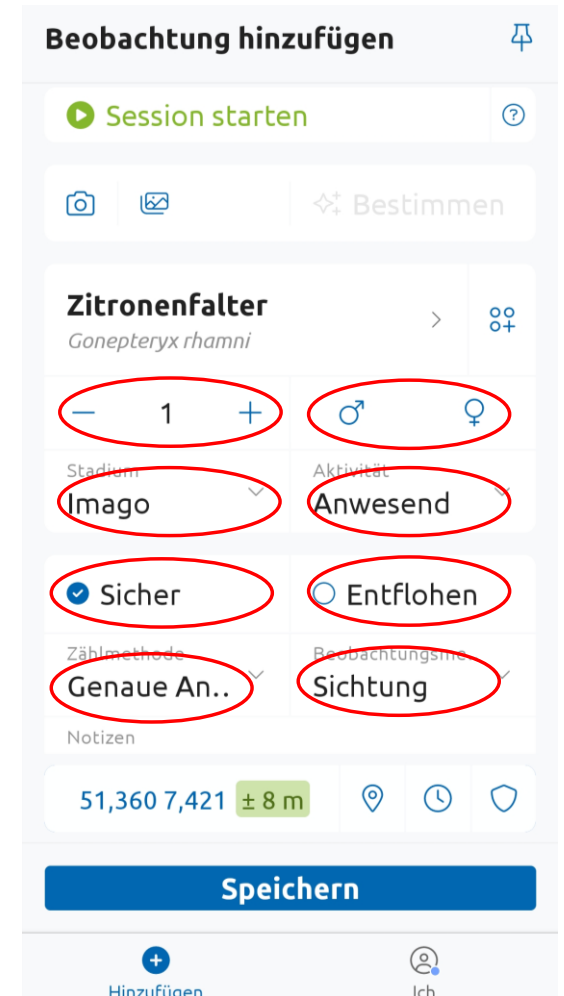 Beobachtung hinzufügen
Session starten
Bestimmen
Zitronenfalter
Gonepteryx rhamni
1
Stadium Aktivität
Imago Anwesend
Sicher Entflohen
Zählmethode Beobachtungsme.
Genaue An.. Sichtung
Notizen
51,360 7,421 ± 8 m
Speichern
Hinzufügen Ich